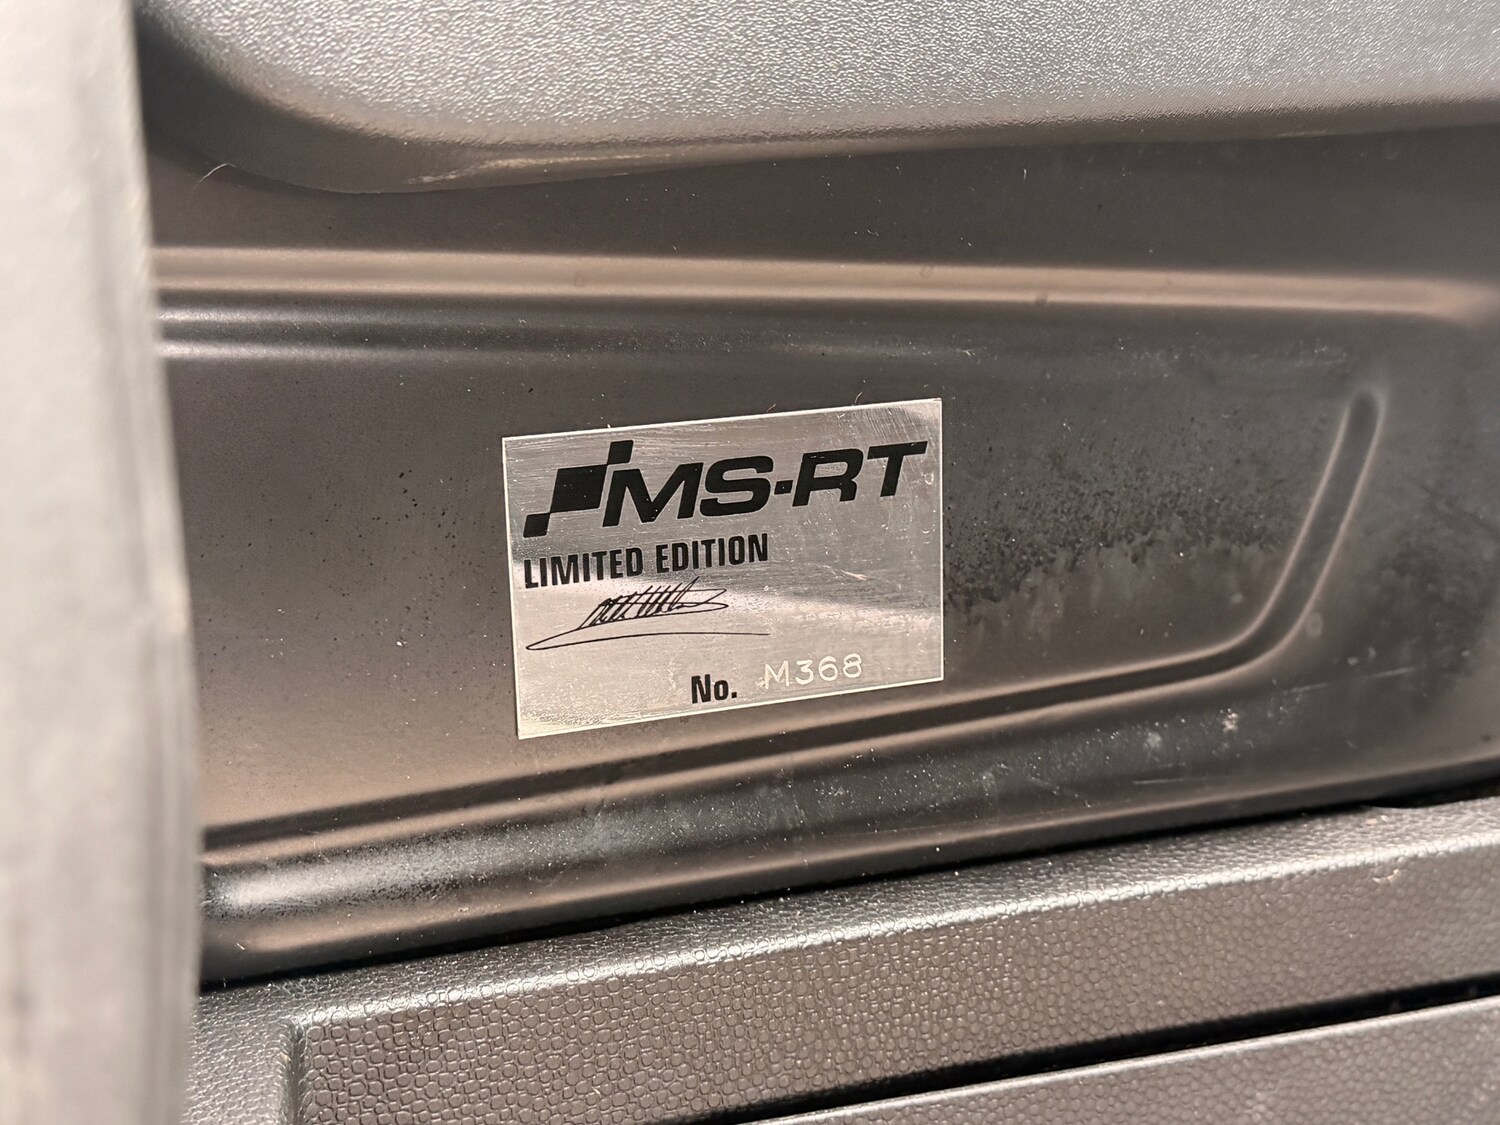 MS-RT
LIMITED EDITION
No. M368